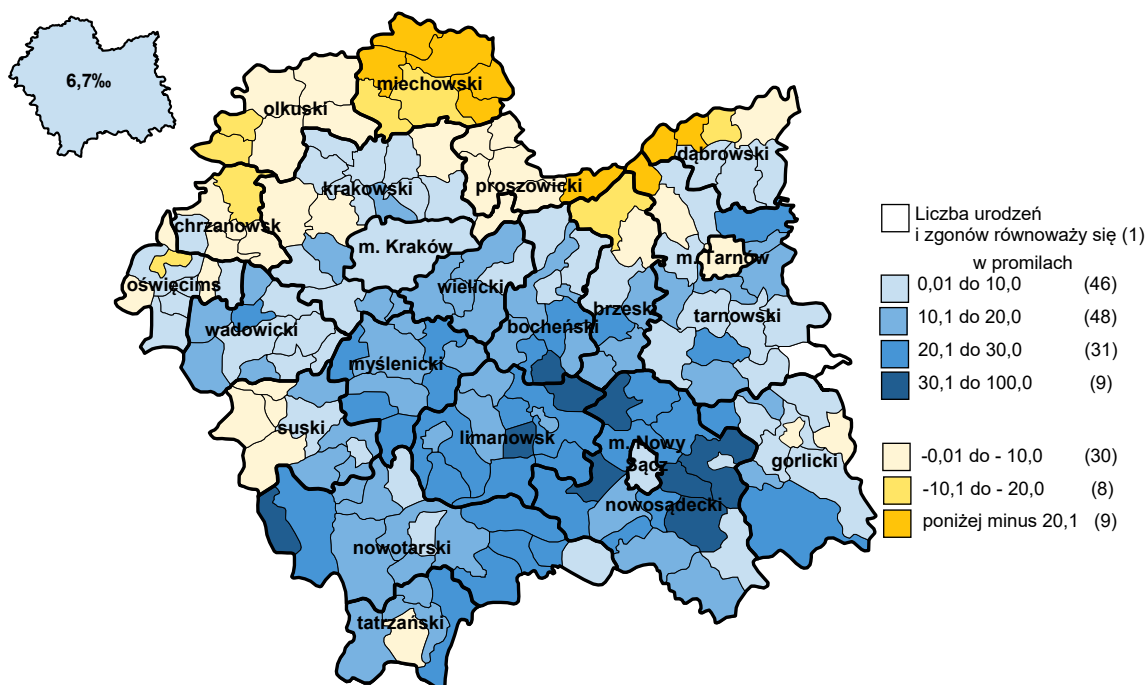 6,7‰
miechowski
olkuski
dąbrowski
krakowski
proszowicki
chrzanowsk
m. Kraków
m. Tarnów
oświęcims
wielicki
wadowicki
bocheński
brzeski
tarnowski
myślenicki
suski
limanowsk
m. Nowy
Sącz
gorlicki
nowosądecki
nowotarski
tatrzański
Liczba urodzeń
i zgonów równoważy się (1)
w promilach
0,01 do 10,0 (46)
10,1 do 20,0 (48)
20,1 do 30,0 (31)
30,1 do 100,0 (9)
-0,01 do - 10,0 (30)
-10,1 do - 20,0 (8)
poniżej minus 20,1 (9)